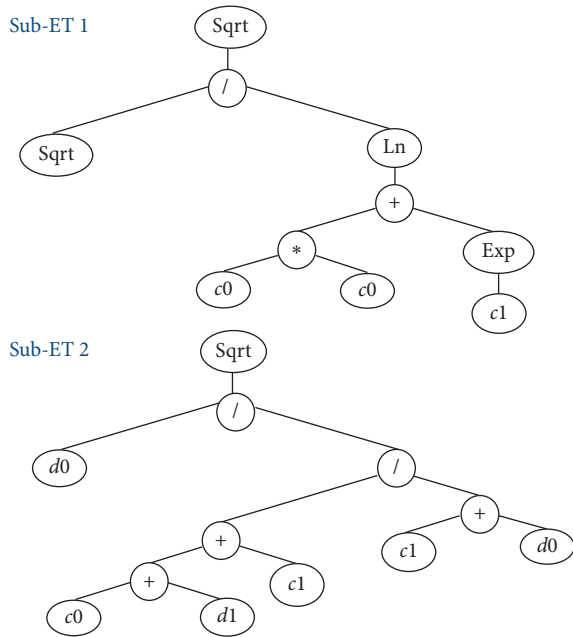 Sub-ET 1
Sqrt
/
Sqrt
Ln
+
*
Exp
c0
c0
c1
Sub-ET 2
Sqrt
/
d0
/
+
+
c1
d0
+
c1
c0
d1